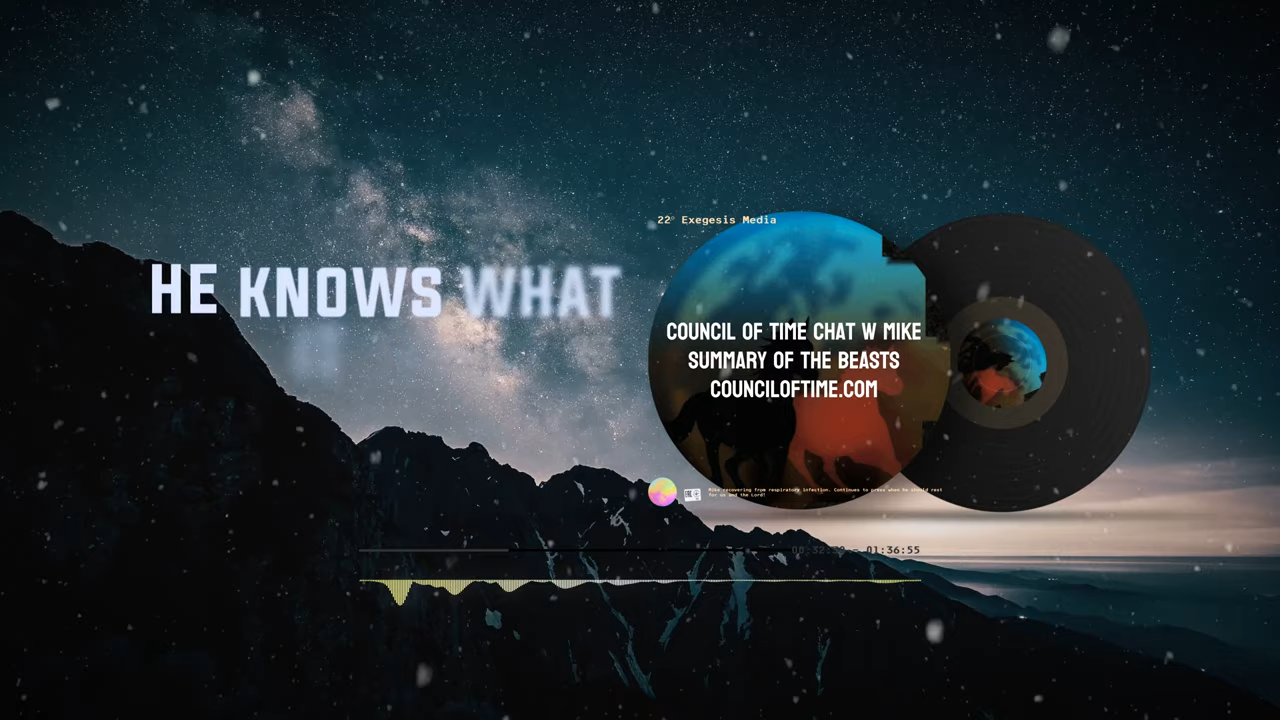 22° Exegesis Media
HE KNOWS WHAT
COUNCIL OF TIME CHAT W MIKE
SUMMARY OF THE BEASTS
COUNCILOFTIME.COM
Mike recovering from respiratory infection. Continues to press when he should rest
for us and the Lord!
01:36:55